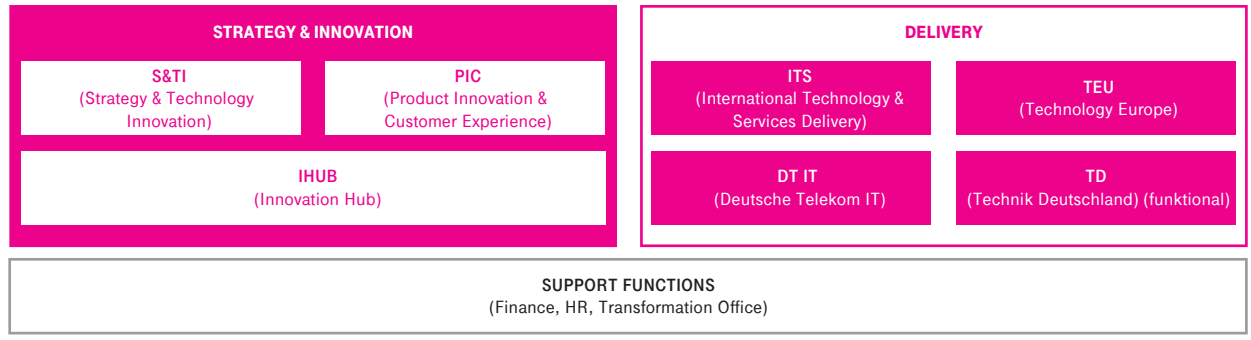 STRATEGY & INNOVATION
S&TI
(Strategy & Technology
Innovation)
PIC
(Product Innovation &
Customer Experience)
IHUB
(Innovation Hub)
DELIVERY
ITS
(International Technology &
Services Delivery)
TEU
(Technology Europe)
DT IT
(Deutsche Telekom IT)
TD
(Technik Deutschland) (funktional)
SUPPORT FUNCTIONS
(Finance, HR, Transformation Office)